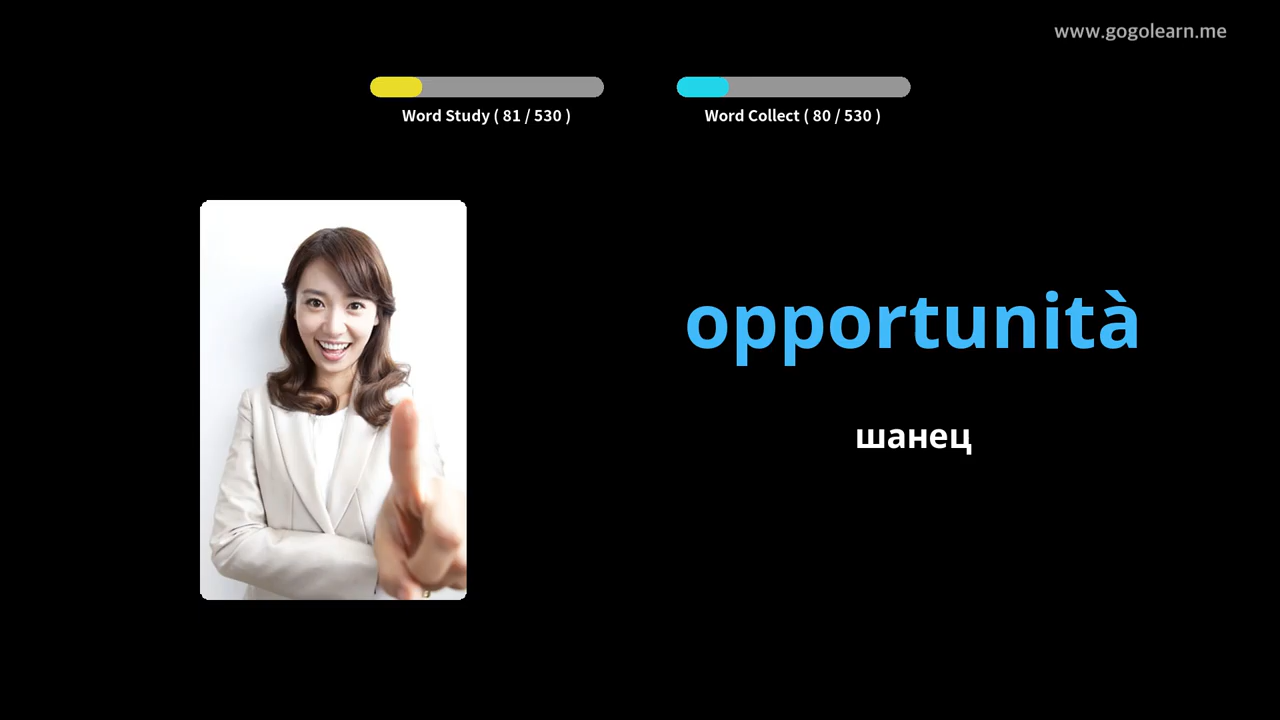 www.gogolearn.me
Word Study ( 81 / 530 )
Word Collect ( 80 / 530 )
opportunità
шанец